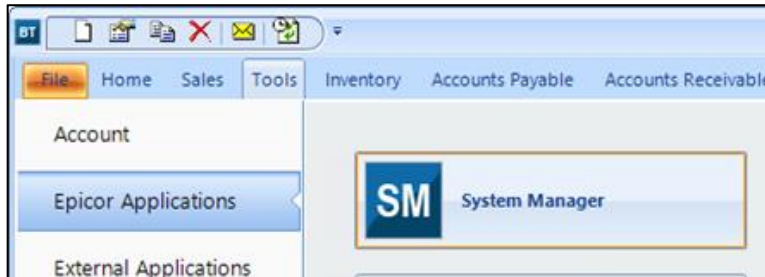 BT
File Home Sales Tools Inventory Accounts Payable Accounts Receivable
Account
Epicor Applications
SM System Manager
External Applications